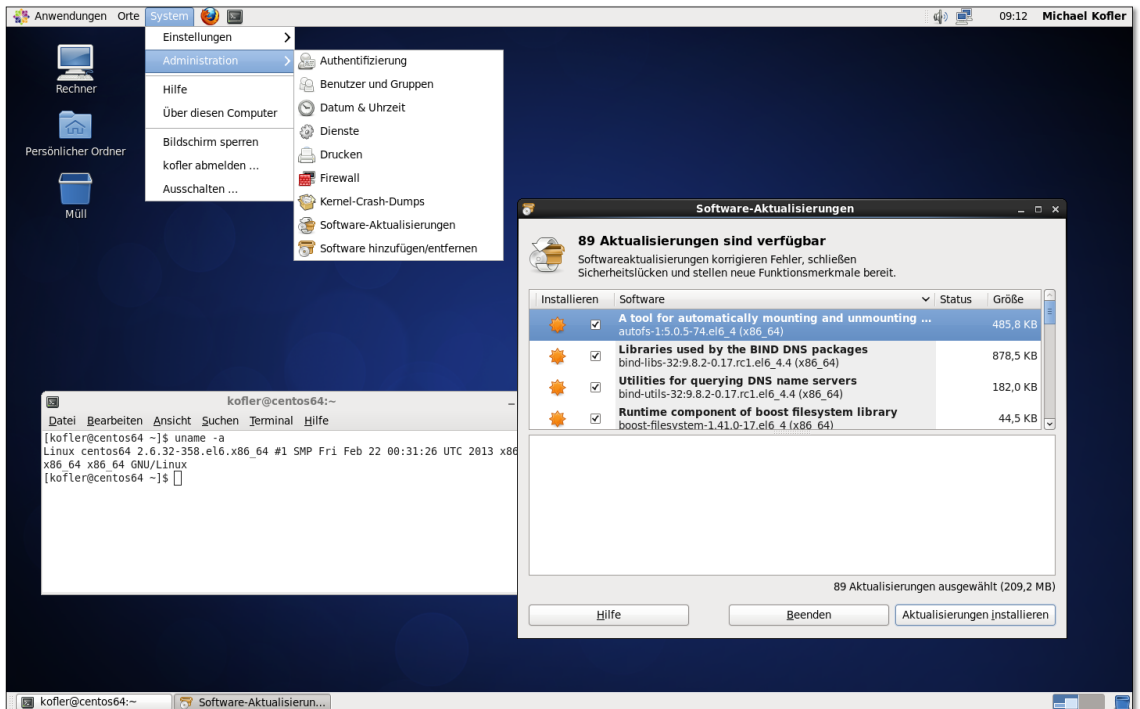 Anwendungen Orte System 09:12 Michael Kofler
Einstellungen
Administration
Hilfe
Über diesen Computer
Bildschirm sperren
kofler abmelden ...
Ausschalten ...
Authentifizierung
Benutzer und Gruppen
Datum & Uhrzeit
Dienste
Drucken
Firewall
Kernel-Crash-Dumps
Software-Aktualisierungen
Software hinzufügen/entfernen
Rechner
Persönlicher Ordner
Müll
kofler@centos64:~
Datei Bearbeiten Ansicht Suchen Terminal Hilfe
[kofler@centos64 ~]$ uname -a
Linux centos64 2.6.32-358.el6.x86_64 #1 SMP Fri Feb 22 00:31:26 UTC 2013 x86
x86_64 x86_64 GNU/Linux
[kofler@centos64 ~]$
Software-Aktualisierungen
89 Aktualisierungen sind verfügbar
Softwareaktualisierungen korrigieren Fehler, schließen
Sicherheitslücken und stellen neue Funktionsmerkmale bereit.
Installieren Software Status Größe
A tool for automatically mounting and unmounting ...
autofs-1:5.0.5-74.el6_4 (x86_64)
485,8 KB
Libraries used by the BIND DNS packages
bind-libs-32:9.8.2-0.17.rc1.el6_4.4 (x86_64)
878,5 KB
Utilities for querying DNS name servers
bind-utils-32:9.8.2-0.17.rc1.el6_4.4 (x86_64)
182,0 KB
Runtime component of boost filesystem library
boost-filesystem-1.41.0-17.el6_4 (x86_64)
44,5 KB
89 Aktualisierungen ausgewählt (209,2 MB)
Hilfe Beenden Aktualisierungen installieren
kofler@centos64:~ Software-Aktualisierun...